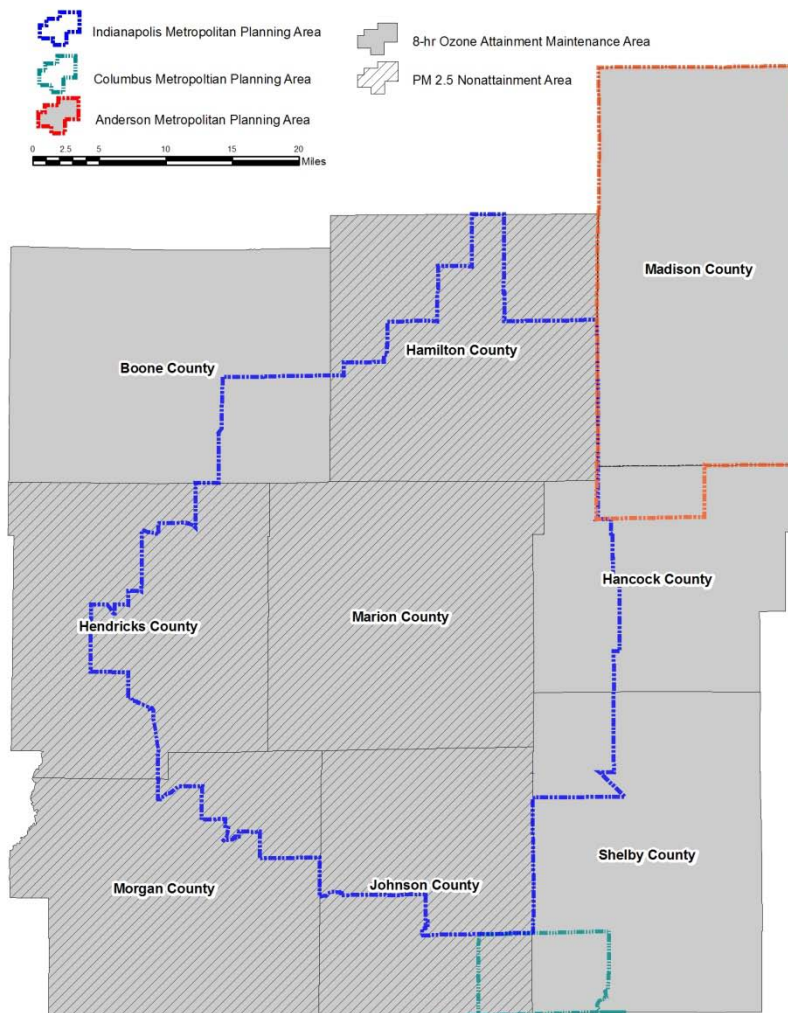 Indianapolis Metropolitan Planning Area
8-hr Ozone Attainment Maintenance Area
Columbus Metropoltian Planning Area
PM 2.5 Nonattainment Area
Anderson Metropolitan Planning Area
0 2.5 5 10 15 20
Miles
Madison County
Hamilton County
Boone County
Hancock County
Marion County
Hendricks County
Shelby County
Morgan County
Johnson County